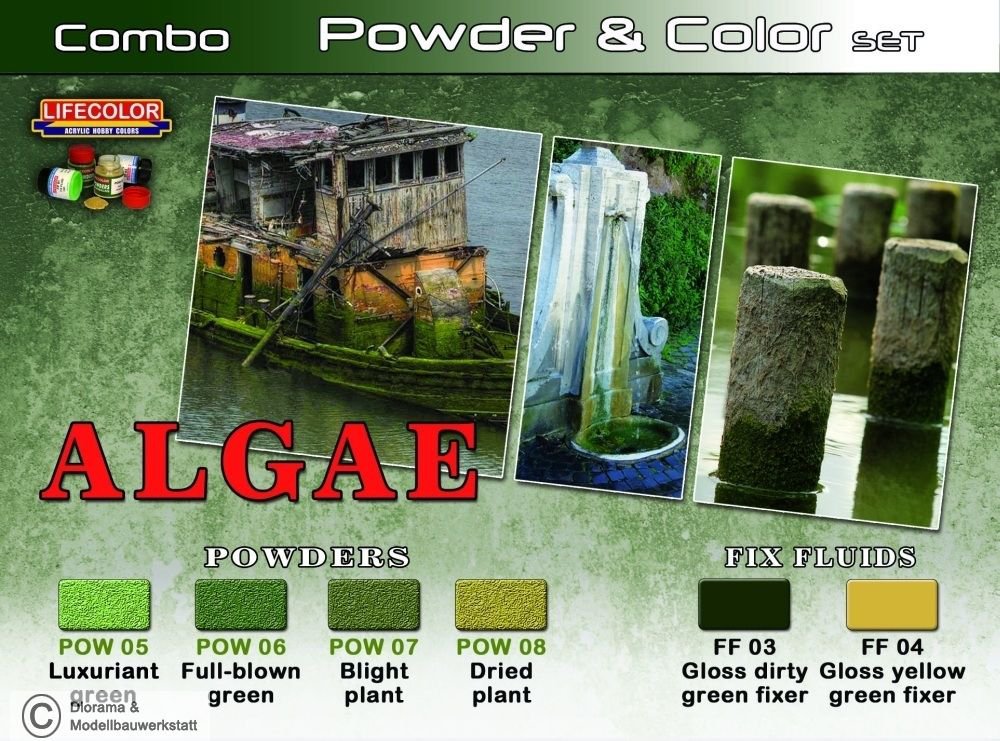 Combo Powder & Color SET
LIFECOLOR
ACRYLIC HOBBY COLORS
ALGAE
POWDERS
POW 05
Luxuriant
green
POW 06
Full-blown
green
POW 07
Blight
plant
POW 08
Dried
plant
FIX FLUIDS
FF 03
Gloss dirty
green fixer
FF 04
Gloss yellow
green fixer
© Diorama &
Modellbauwerkstatt